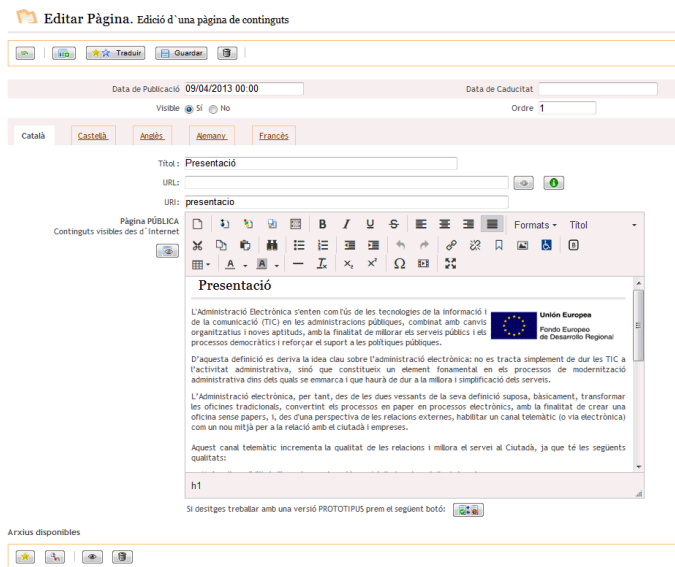 Editar Pàgina. Edició d`una pàgina de continguts
Traduir Guardar
Data de Publicació 09/04/2013 00:00 Data de Caducitat
Visible Sí No Ordre 1
Català Castellà Anglès Alemany Francès
Títol : Presentació
URL:
URI: presentacio
Pàgina PÚBLICA
Continguts visibles des d`Internet
B I U S Formats Títol
A A I x₂ x² Ω
Presentació
L'Administració Electrònica s'enten com l'ús de les tecnologies de la informació i
de la comunicació (TIC) en les administracions públiques, combinat amb canvis
organitzatius i noves aptituds, amb la finalitat de millorar els serveis públics i els
processos democràtics i reforçar el suport a les polítiques públiques.
Unión Europea
Fondo Europeo
de Desarrollo Regional
D'aquesta definició es deriva la idea clau sobre l'administració electrònica: no es tracta simplement de dur les TIC a
l'activitat administrativa, sinó que constitueix un element fonamental en els processos de modernització
administrativa dins dels quals se emmarca i que haurà de dur a la millora i simplificació dels serveis.
L'Administració electrònica, per tant, des de les dues vessants de la seva definició suposa, bàsicament, transformar
les oficines tradicionals, convertint els processos en paper en processos electrònics, amb la finalitat de crear una
oficina sense papers, i, des d'una perspectiva de les relacions externes, habilitar un canal telemàtic (o via electrònica)
com un nou mitjà per a la relació amb el ciutadà i empreses.
Aquest canal telemàtic incrementa la qualitat de les relacions i millora el servei al Ciutadà, ja que té les següents
qualitats:
h1
Si desitges treballar amb una versió PROTOTIPUS prem el següent botó:
Arxius disponibles